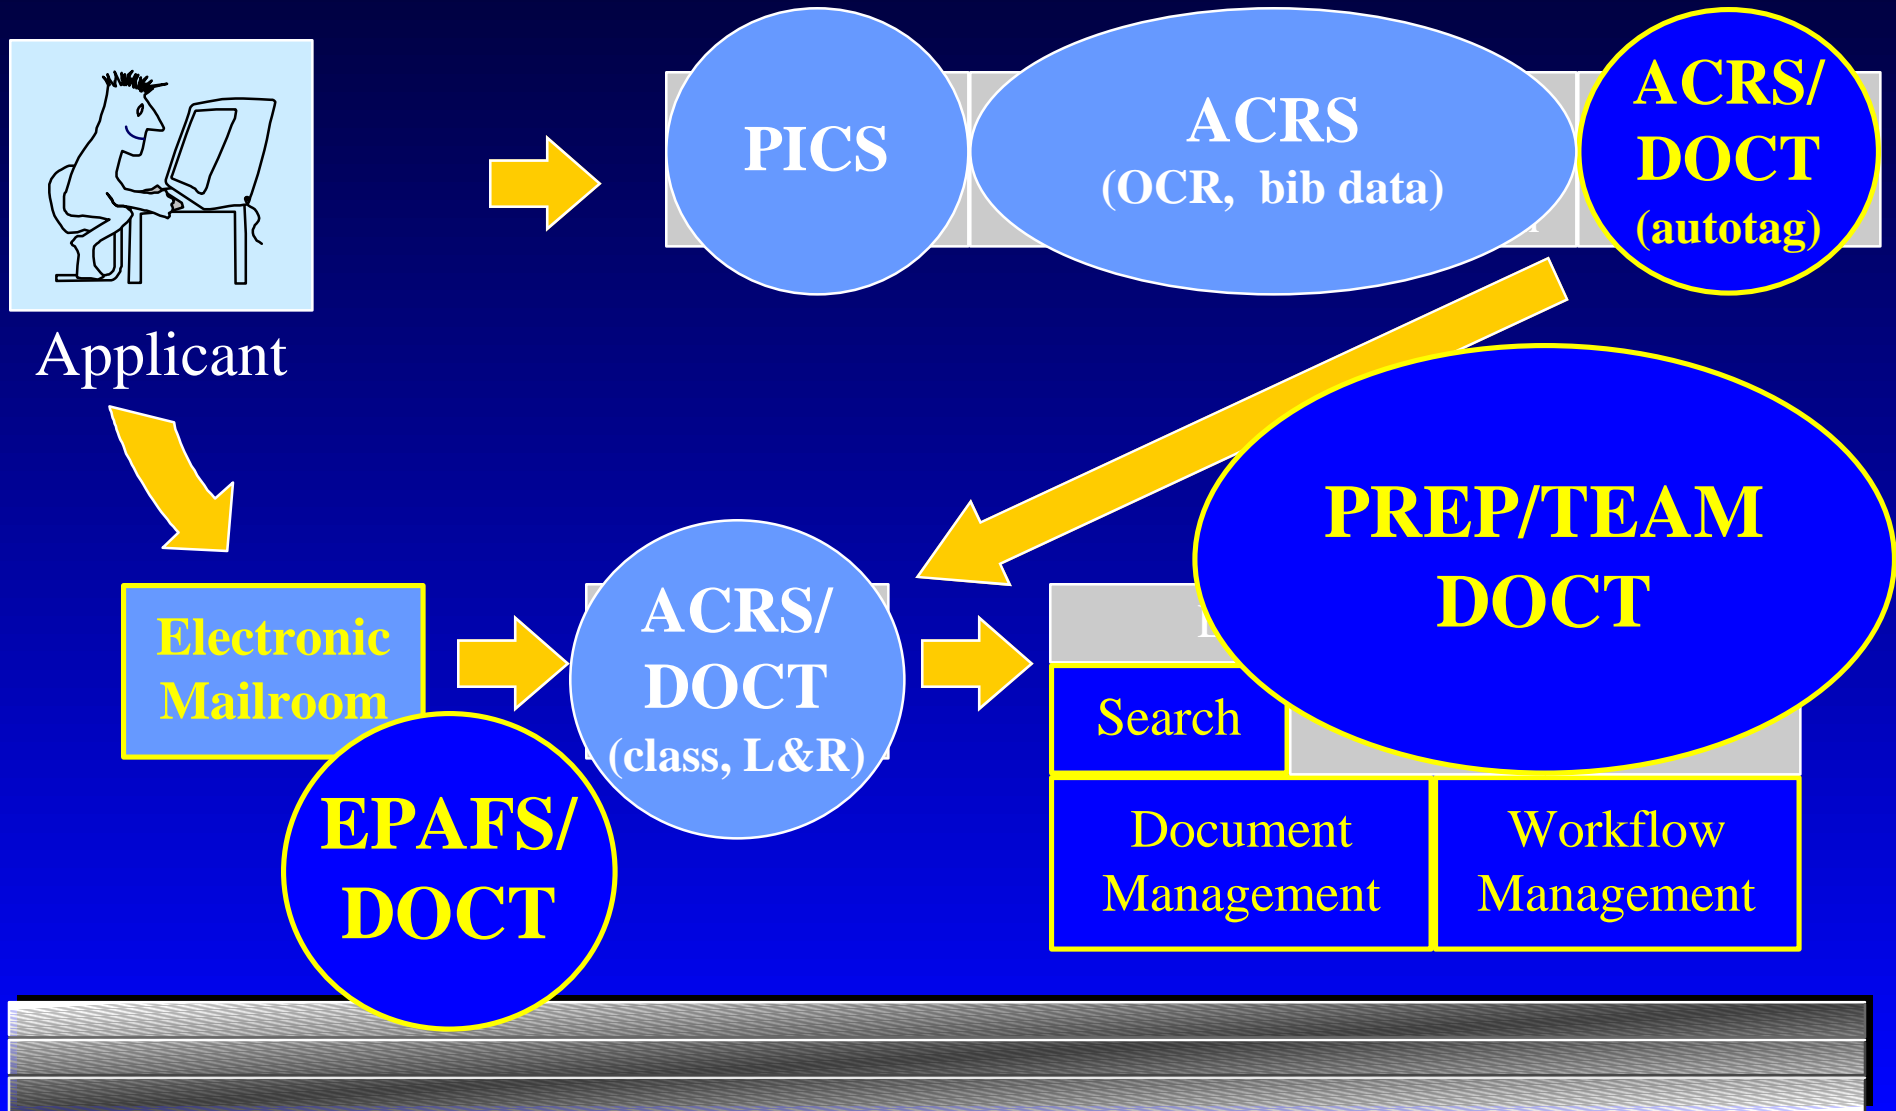 PICS
ACRS
(OCR, bib data)
ACRS/
DOCT
(autotag)
Applicant
PREP/TEAM
DOCT
Electronic
Mailroom
ACRS/
DOCT
(class, L&R)
Search
EPAFS/
DOCT
Document
Management
Workflow
Management